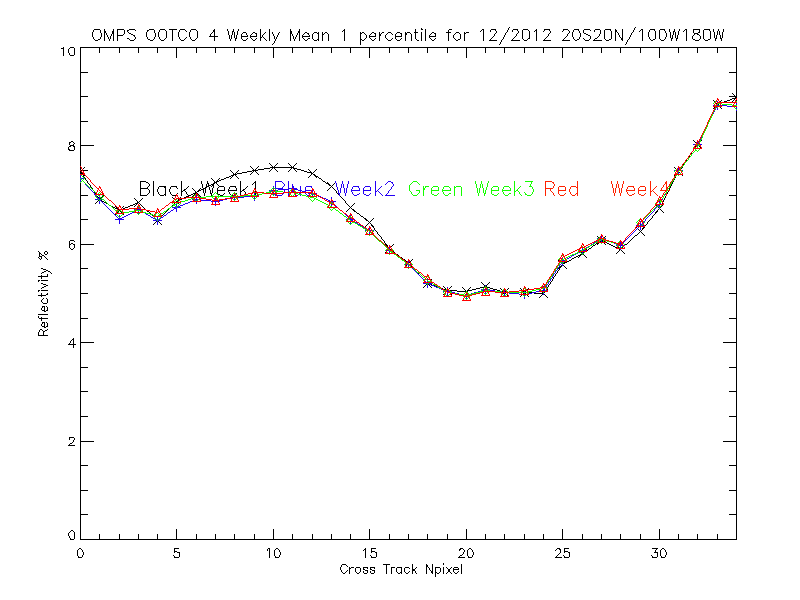 OMPS OOTCO 4 Weekly Mean 1 percentile for 12/2012 20S20N/100W180W
10
8
Black Week1 Blue Week2 Green Week3 Red Week4
6
Reflectivity %
4
2
0
0 5 10 15 20 25 30
Cross Track Npixel